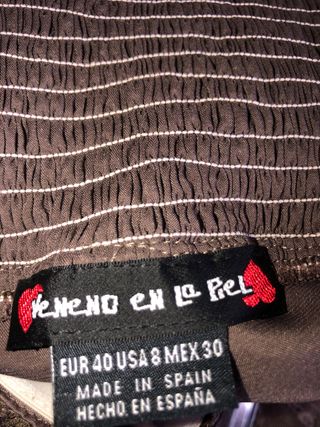 Veneno en La Piel
EUR 40 USA 8 MEX 30
MADE IN SPAIN
HECHO EN ESPAÑA